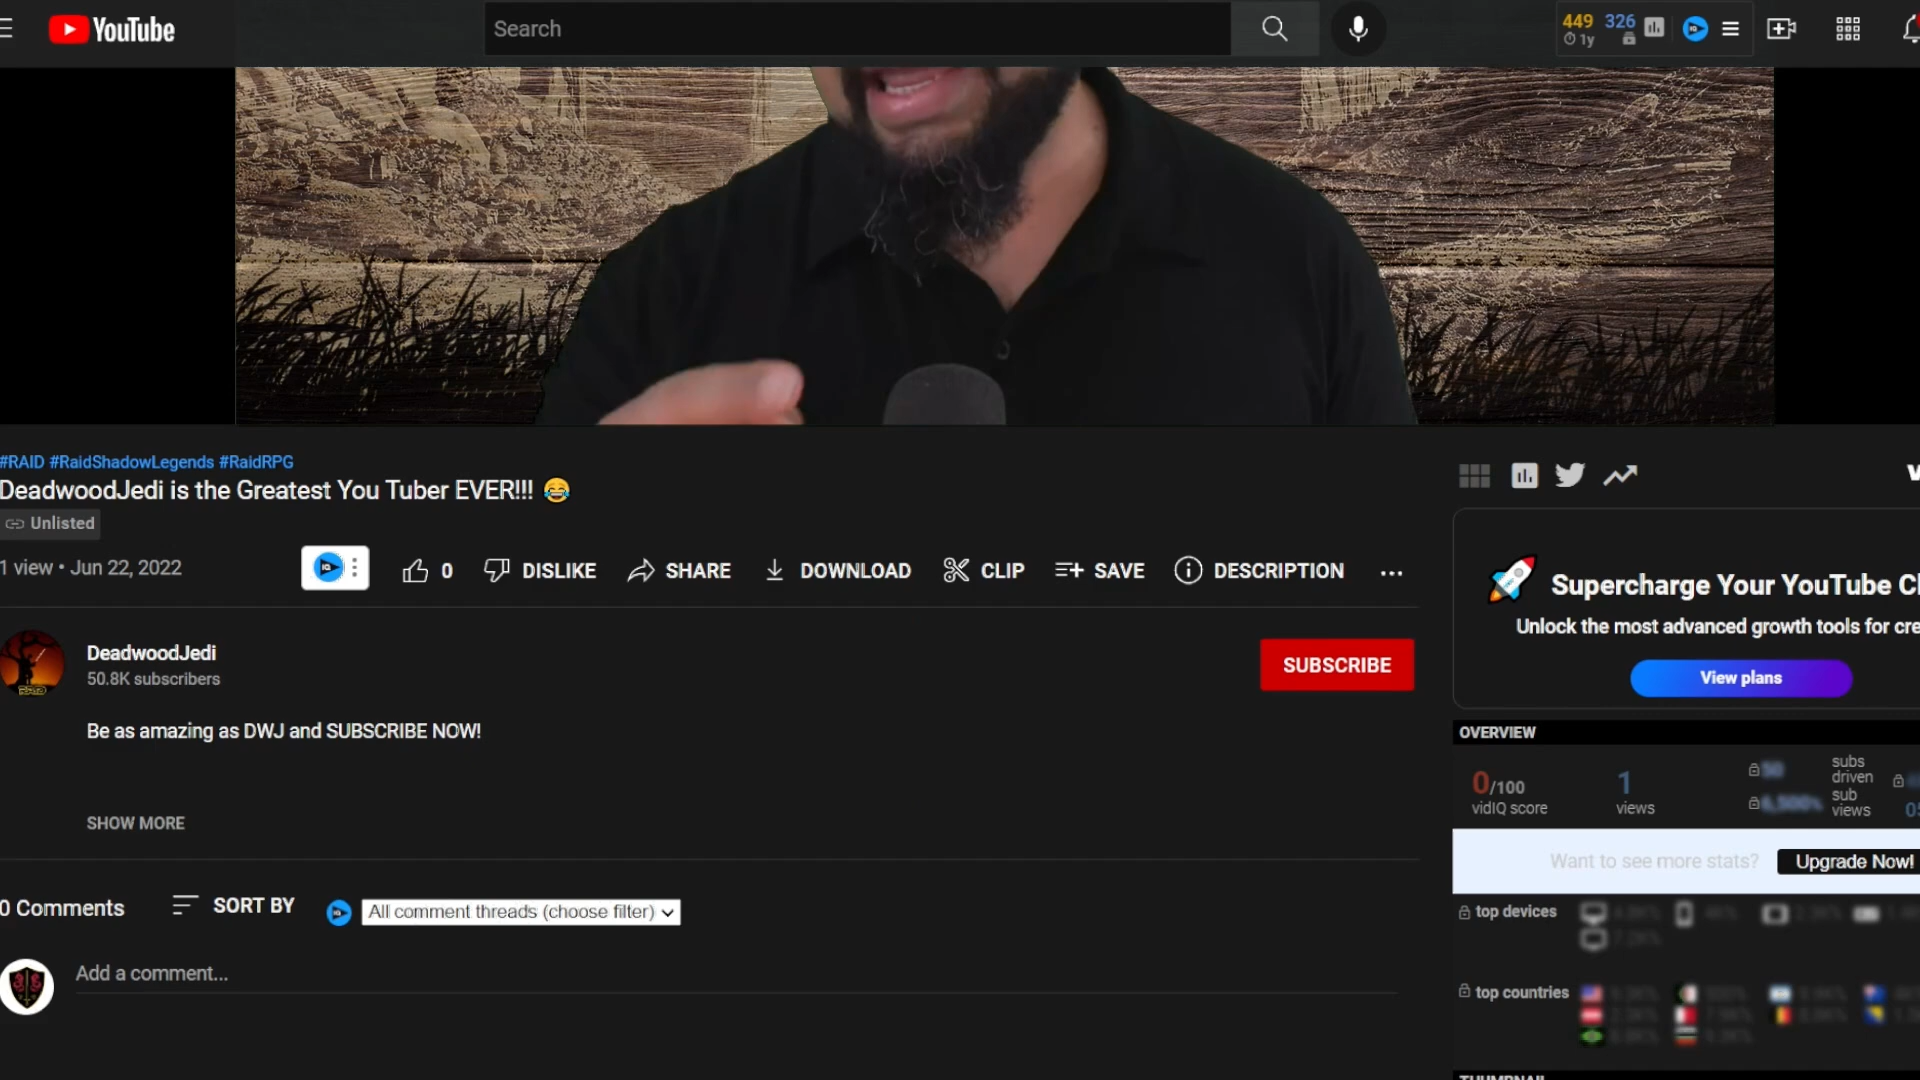 YouTube
Search
449 326
1y
#RAID #RaidShadowLegends #RaidRPG
DeadwoodJedi is the Greatest You Tuber EVER!!! 😂
Unlisted
1 view • Jun 22, 2022
IQ
0
DISLIKE
SHARE
DOWNLOAD
CLIP
SAVE
DESCRIPTION
...
DeadwoodJedi
50.8K subscribers
RAID
SUBSCRIBE
Be as amazing as DWJ and SUBSCRIBE NOW!
SHOW MORE
0 Comments
SORT BY
All comment threads (choose filter)
Add a comment...
🚀 Supercharge Your YouTube C
Unlock the most advanced growth tools for cre
View plans
OVERVIEW
0/100
vidIQ score
1
views
subs
driven
sub
views
Want to see more stats?
Upgrade Now!
top devices
top countries